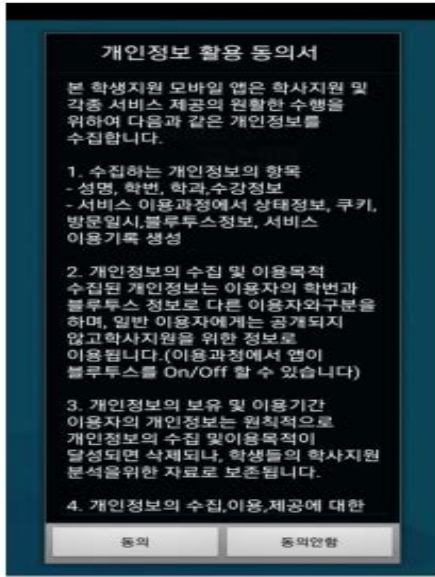 개인정보 활용 동의서
본 학생지원 모바일 앱은 학사지원 및
각종 서비스 제공의 원활한 수행을
위하여 다음과 같은 개인정보를
수집합니다.
1. 수집하는 개인정보의 항목
- 성명, 학번, 학과,수강정보
- 서비스 이용과정에서 상태정보, 쿠키,
방문일시,블루투스정보, 서비스
이용기록 생성
2. 개인정보의 수집 및 이용목적
수집된 개인정보는 이용자의 학번과
블루투스 정보로 다른 이용자와구분을
하며, 일반 이용자에게는 공개되지
않고학사지원을 위한 정보로
이용됩니다.(이용과정에서 앱이
블루투스를 On/Off 할 수 있습니다)
3. 개인정보의 보유 및 이용기간
이용자의 개인정보는 원칙적으로
개인정보의 수집 및이용목적이
달성되면 삭제되나, 학생들의 학사지원
분석을위한 자료로 보존됩니다.
4. 개인정보의 수집,이용,제공에 대한
동의 동의안함